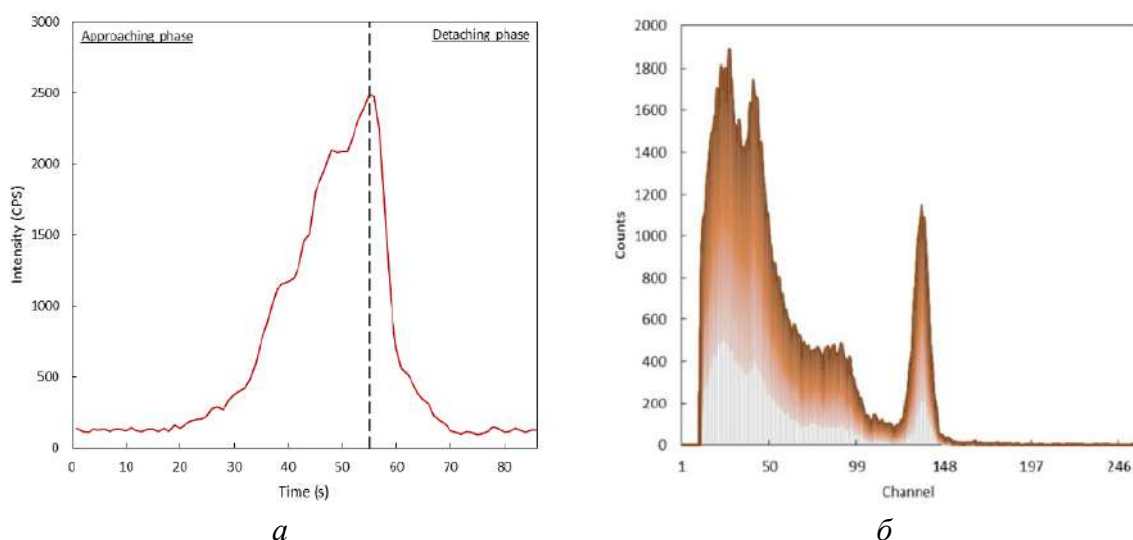 3000
2500
2000
1500
1000
500
0
Intensity (CPS)
Approaching phase
Detaching phase
0 10 20 30 40 50 60 70 80
Time (s)
а
2000
1800
1600
1400
1200
1000
800
600
400
200
0
Counts
1 50 99 148 197 246
Channel
б